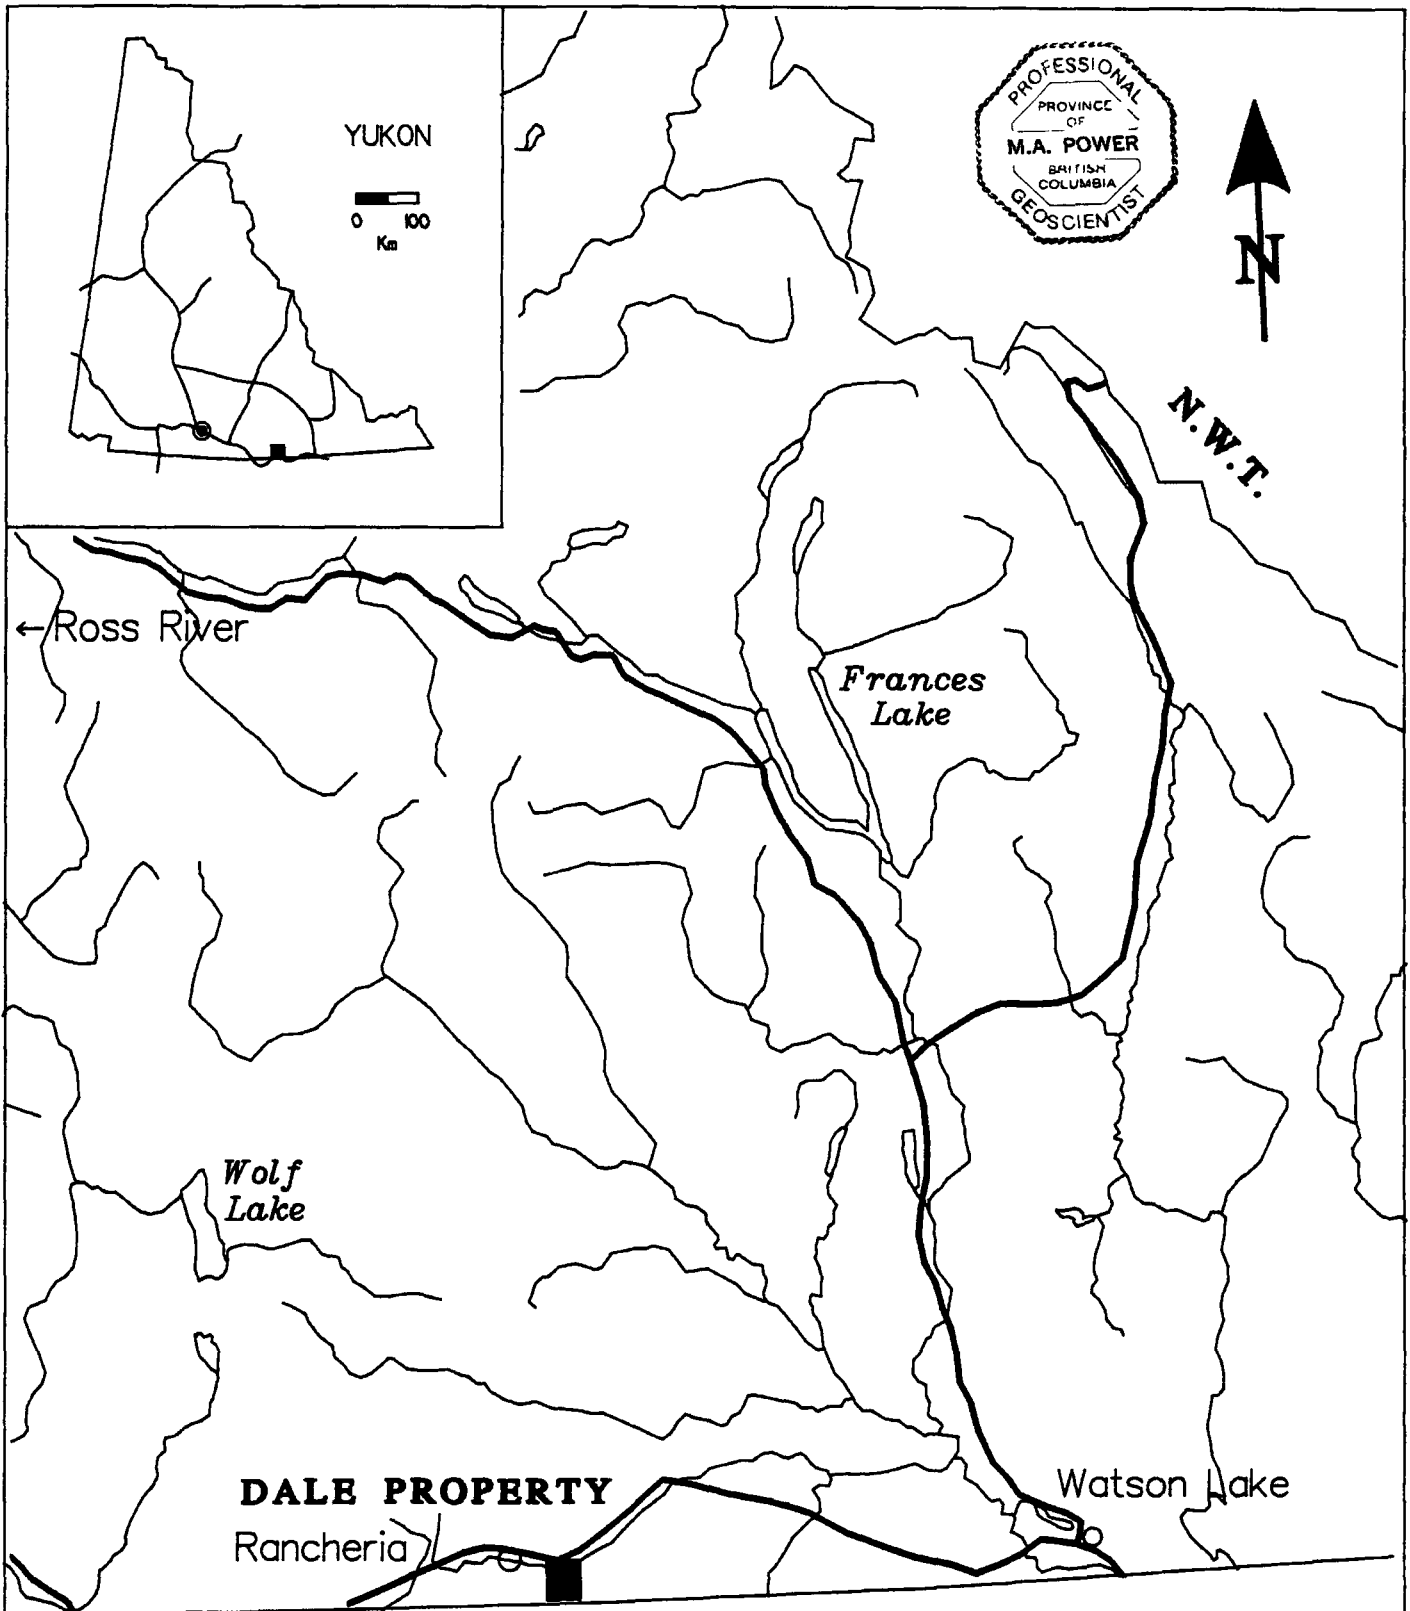 YUKON
0 100
Km
PROFESSIONAL
PROVINCE
OF
M.A. POWER
BRITISH
COLUMBIA
GEOSCIENTIST
N
N.W.T.
←Ross River
Frances
Lake
Wolf
Lake
DALE PROPERTY
Rancheria
Watson Lake